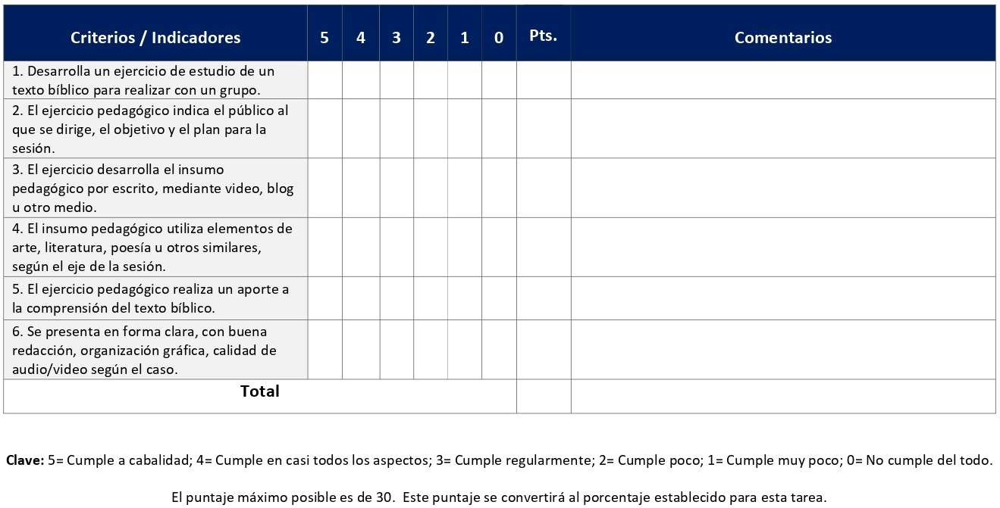 Criterios / Indicadores 5 4 3 2 1 0 Pts. Comentarios
1. Desarrolla un ejercicio de estudio de un
texto bíblico para realizar con un grupo.
2. El ejercicio pedagógico indica el público al
que se dirige, el objetivo y el plan para la
sesión.
3. El ejercicio desarrolla el insumo
pedagógico por escrito, mediante video, blog
u otro medio.
4. El insumo pedagógico utiliza elementos de
arte, literatura, poesía u otros similares,
según el eje de la sesión.
5. El ejercicio pedagógico realiza un aporte a
la comprensión del texto bíblico.
6. Se presenta en forma clara, con buena
redacción, organización gráfica, calidad de
audio/video según el caso.
Total
Clave: 5= Cumple a cabalidad; 4= Cumple en casi todos los aspectos; 3= Cumple regularmente; 2= Cumple poco; 1= Cumple muy poco; 0= No cumple del todo.
El puntaje máximo posible es de 30. Este puntaje se convertirá al porcentaje establecido para esta tarea.